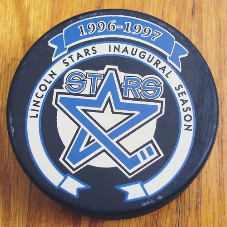 1996-1997
LINCOLN STARS INAUGURAL SEASON
STARS